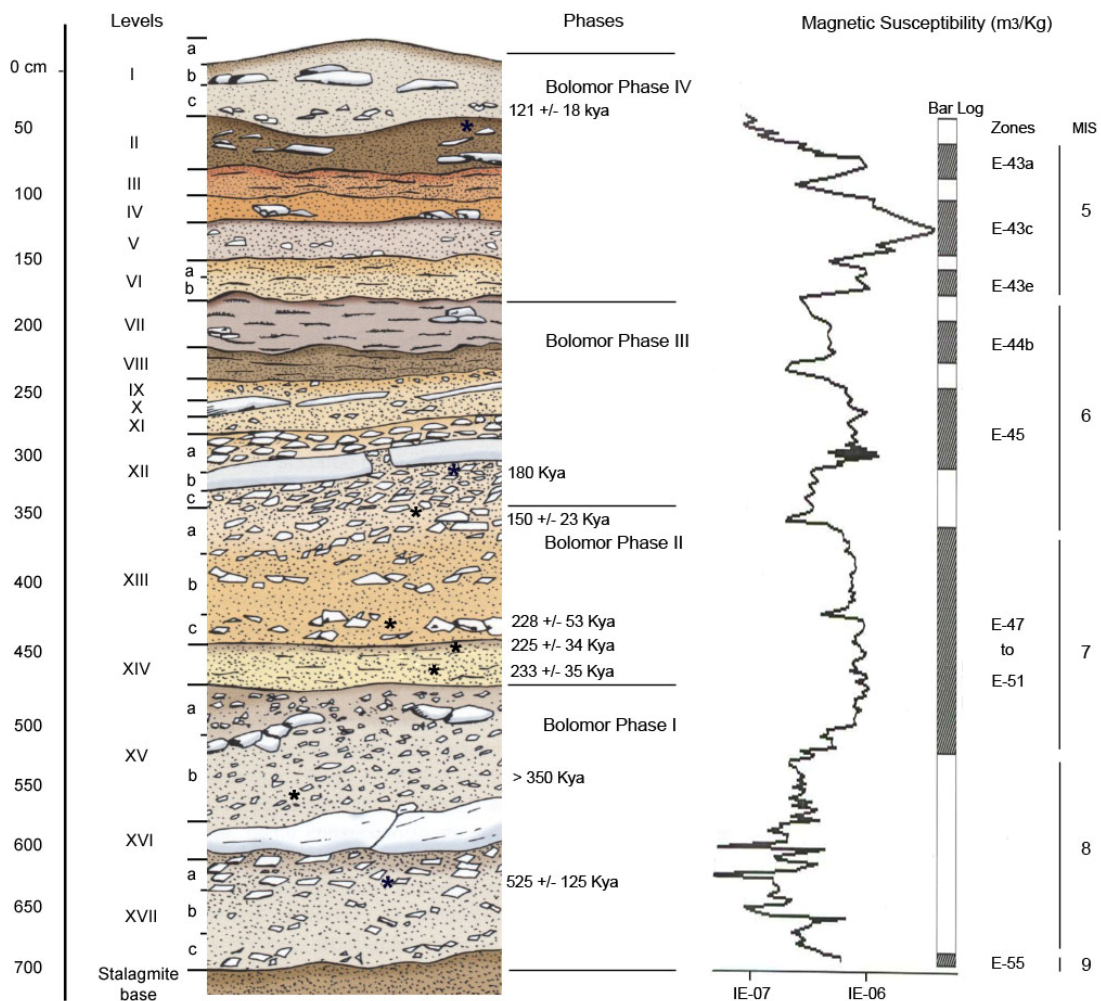 Levels
Phases
Magnetic Susceptibility (m3/Kg)
0 cm
50
100
150
200
250
300
350
400
450
500
550
600
650
700
I
a
b
c
II
III
IV
V
VI
a
b
VII
VIII
IX
X
XI
XII
a
b
c
XIII
a
b
c
XIV
XV
a
b
XVI
XVII
a
b
c
Stalagmite
base
*
*
*
*
*
*
*
*
Bolomor Phase IV
121 +/- 18 kya
Bolomor Phase III
180 Kya
150 +/- 23 Kya
Bolomor Phase II
228 +/- 53 Kya
225 +/- 34 Kya
233 +/- 35 Kya
Bolomor Phase I
> 350 Kya
525 +/- 125 Kya
Bar Log
Zones
MIS
E-43a
E-43c
E-43e
E-44b
E-45
E-47
to
E-51
E-55
5
6
7
8
9
IE-07
IE-06